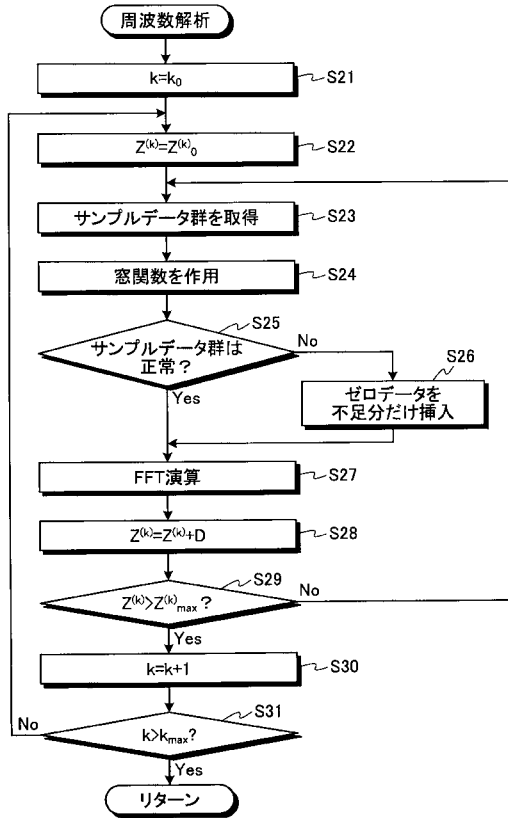 周波数解析
k=k₀
S21
Z⁽ᵏ⁾=Z⁽ᵏ⁾₀
S22
サンプルデータ群を取得
S23
窓関数を作用
S24
S25
サンプルデータ群は
正常？
No
Yes
S26
ゼロデータを
不足分だけ挿入
FFT演算
S27
Z⁽ᵏ⁾=Z⁽ᵏ⁾+D
S28
S29
Z⁽ᵏ⁾>Z⁽ᵏ⁾max？
No
Yes
k=k+1
S30
S31
No
k>kmax?
Yes
リターン